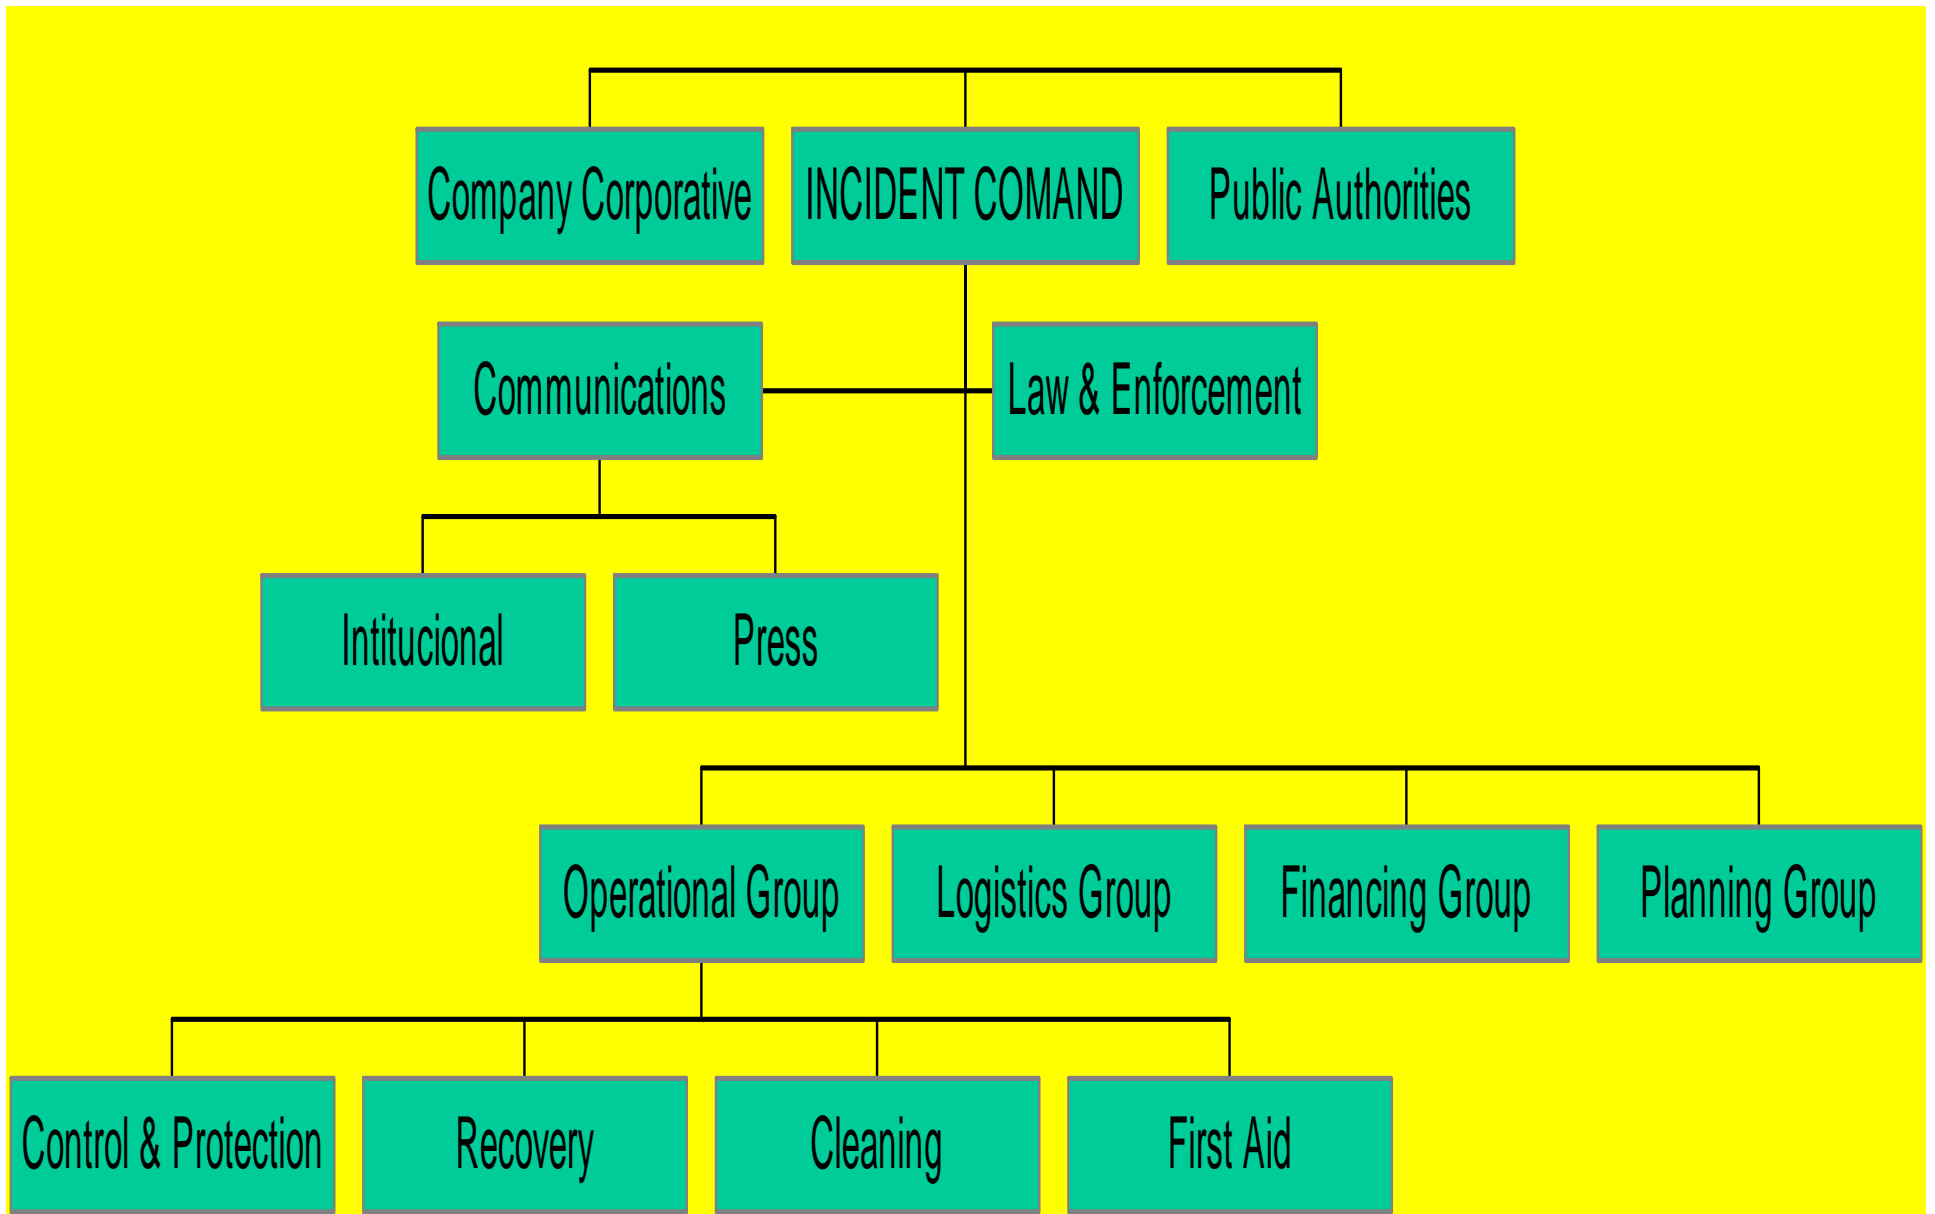 Company Corporative
INCIDENT COMAND
Public Authorities
Communications
Law & Enforcement
Intitucional
Press
Operational Group
Logistics Group
Financing Group
Planning Group
Control & Protection
Recovery
Cleaning
First Aid